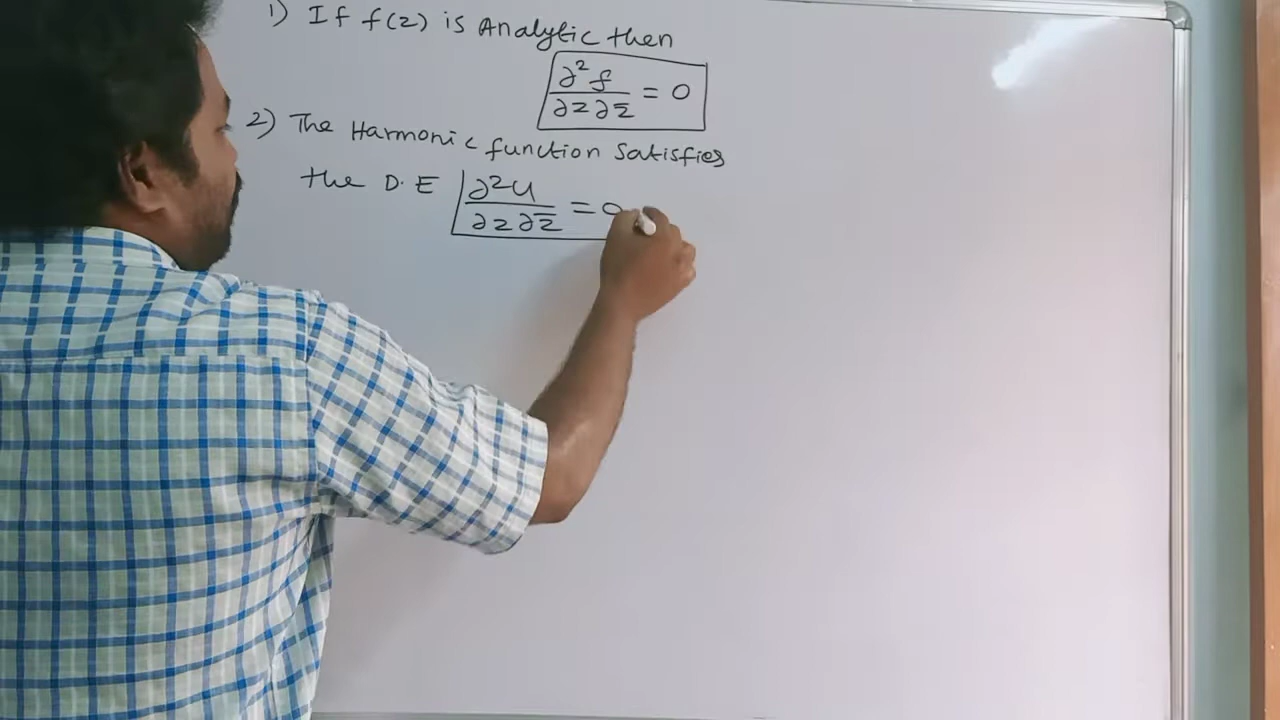 1) If f(z) is Analytic then
∂²f/∂z∂z̅ = 0
2) The Harmonic function satisfies
the D.E ∂²u/∂z∂z̅ = 0